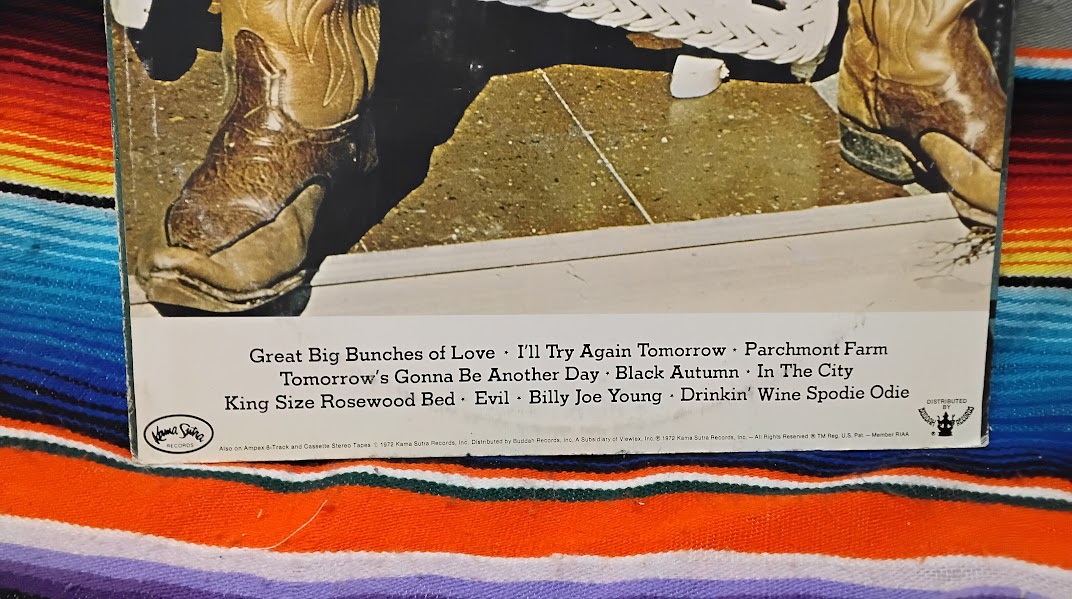 Great Big Bunches of Love · I'll Try Again Tomorrow · Parchmont Farm
Tomorrow's Gonna Be Another Day · Black Autumn · In The City
King Size Rosewood Bed · Evil · Billy Joe Young · Drinkin' Wine Spodie Odie
Kama Sutra
RECORDS
Also on Ampex 8-Track and Cassette Stereo Tapes © 1972 Kama Sutra Records, Inc. Distributed by Buddah Records, Inc. A Subsidiary of Viewlex, Inc. ℗ 1972 Kama Sutra Records, Inc. — All Rights Reserved ® TM Reg. U.S. Pat. — Member RIAA
DISTRIBUTED
BY
BUDDAH RECORDS
®